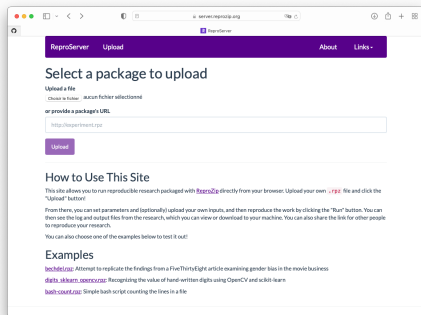 server.reprozip.org
ReproServer
ReproServer Upload About Links
Select a package to upload
Upload a file
Choisir le fichier aucun fichier sélectionné
or provide a package's URL
http://experiment.rpz
Upload
How to Use This Site
This site allows you to run reproducible research packaged with ReproZip directly from your browser. Upload your own .rpz file and click the
"Upload" button!
From there, you can set parameters and (optionally) upload your own inputs, and then reproduce the work by clicking the "Run" button. You can
then see the log and output files from the research, which you can view or download to your machine. You can also share the link for other people
to reproduce your research.
You can also choose one of the examples below to test it out!
Examples
bechdel.rpz: Attempt to replicate the findings from a FiveThirtyEight article examining gender bias in the movie business
digits_sklearn_opencv.rpz: Recognizing the value of hand-written digits using OpenCV and scikit-learn
bash-count.rpz: Simple bash script counting the lines in a file